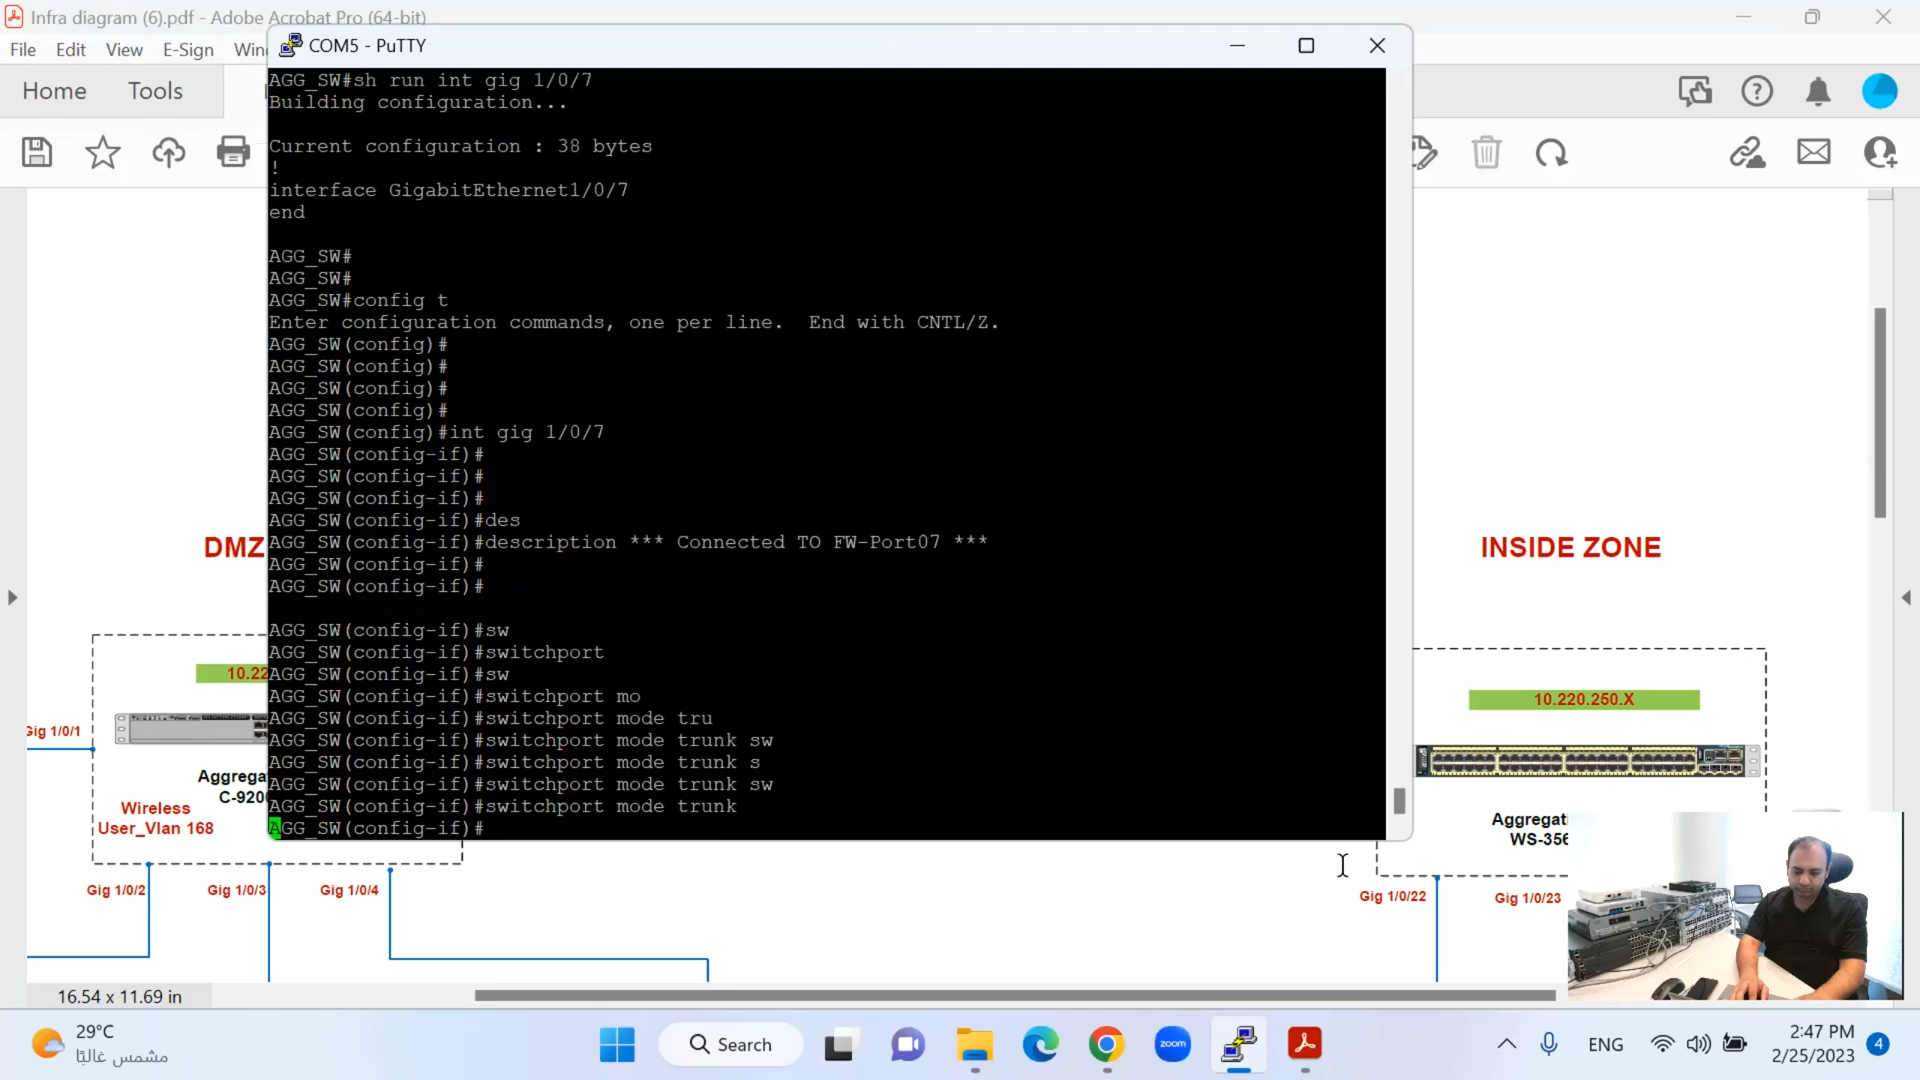 Infra diagram (6).pdf - Adobe Acrobat Pro (64-bit)
File Edit View E-Sign
COM5 - PuTTY
Home Tools
AGG_SW#sh run int gig 1/0/7
Building configuration...
Current configuration : 38 bytes
!
interface GigabitEthernet1/0/7
end
AGG_SW#
AGG_SW#
AGG_SW#config t
Enter configuration commands, one per line.  End with CNTL/Z.
AGG_SW(config)#
AGG_SW(config)#
AGG_SW(config)#
AGG_SW(config)#
AGG_SW(config)#int gig 1/0/7
AGG_SW(config-if)#
AGG_SW(config-if)#
AGG_SW(config-if)#
AGG_SW(config-if)#des
AGG_SW(config-if)#description *** Connected TO FW-Port07 ***
AGG_SW(config-if)#
AGG_SW(config-if)#
AGG_SW(config-if)#sw
AGG_SW(config-if)#switchport
AGG_SW(config-if)#sw
AGG_SW(config-if)#switchport mo
AGG_SW(config-if)#switchport mode tru
AGG_SW(config-if)#switchport mode trunk sw
AGG_SW(config-if)#switchport mode trunk s
AGG_SW(config-if)#switchport mode trunk sw
AGG_SW(config-if)#switchport mode trunk
AGG_SW(config-if)#
DMZ
INSIDE ZONE
10.22
10.220.250.X
Gig 1/0/1
Aggrega
C-920
Wireless
User_Vlan 168
Aggregat
WS-356
Gig 1/0/2
Gig 1/0/3
Gig 1/0/4
Gig 1/0/22
Gig 1/0/23
16.54 x 11.69 in
29°C
مشمس غالبًا
Search
zoom
ENG
2:47 PM
2/25/2023
4